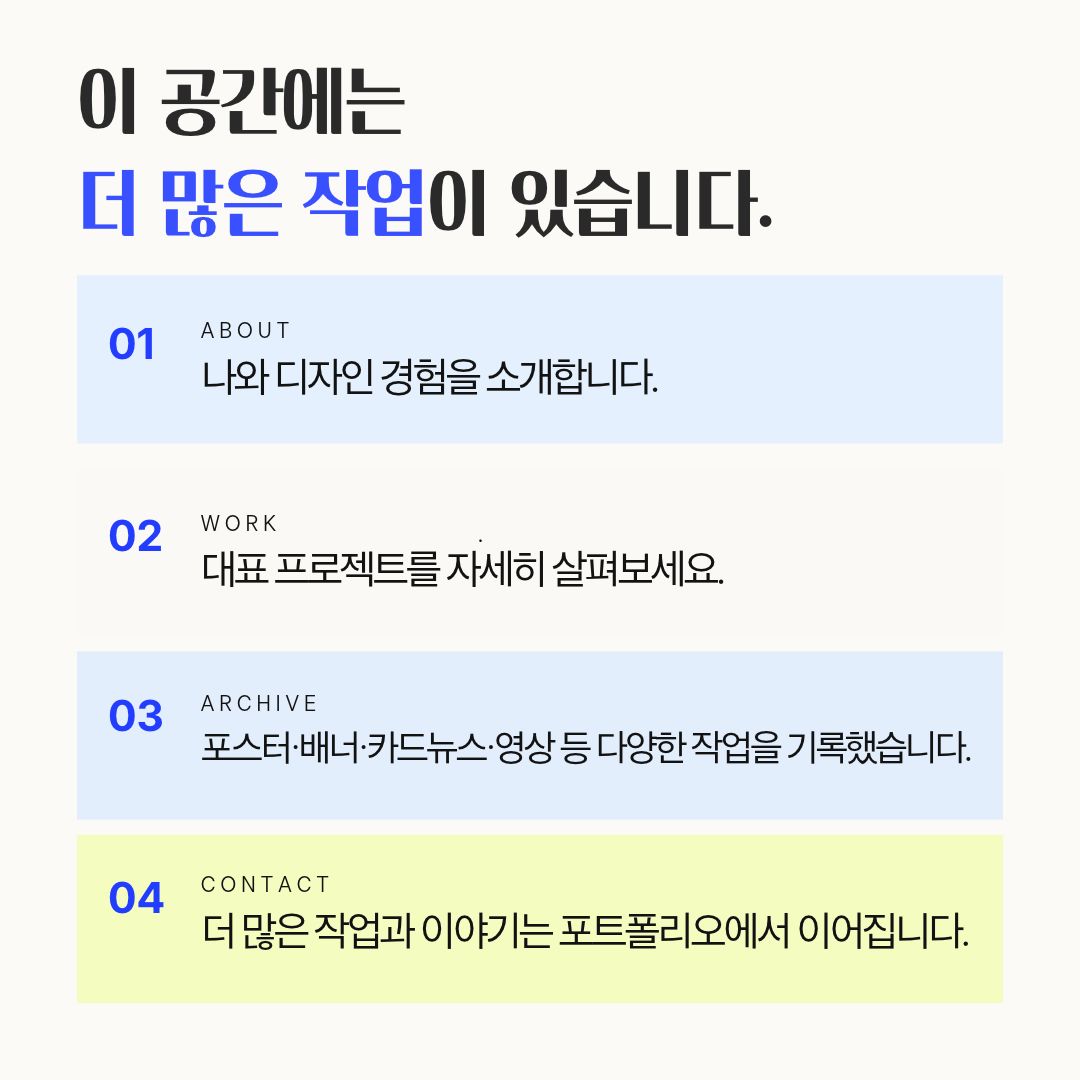 이 공간에는
더 많은 작업이 있습니다.
01
ABOUT
나와 디자인 경험을 소개합니다.
02
WORK
대표 프로젝트를 자세히 살펴보세요.
03
ARCHIVE
포스터·배너·카드뉴스·영상 등 다양한 작업을 기록했습니다.
04
CONTACT
더 많은 작업과 이야기는 포트폴리오에서 이어집니다.